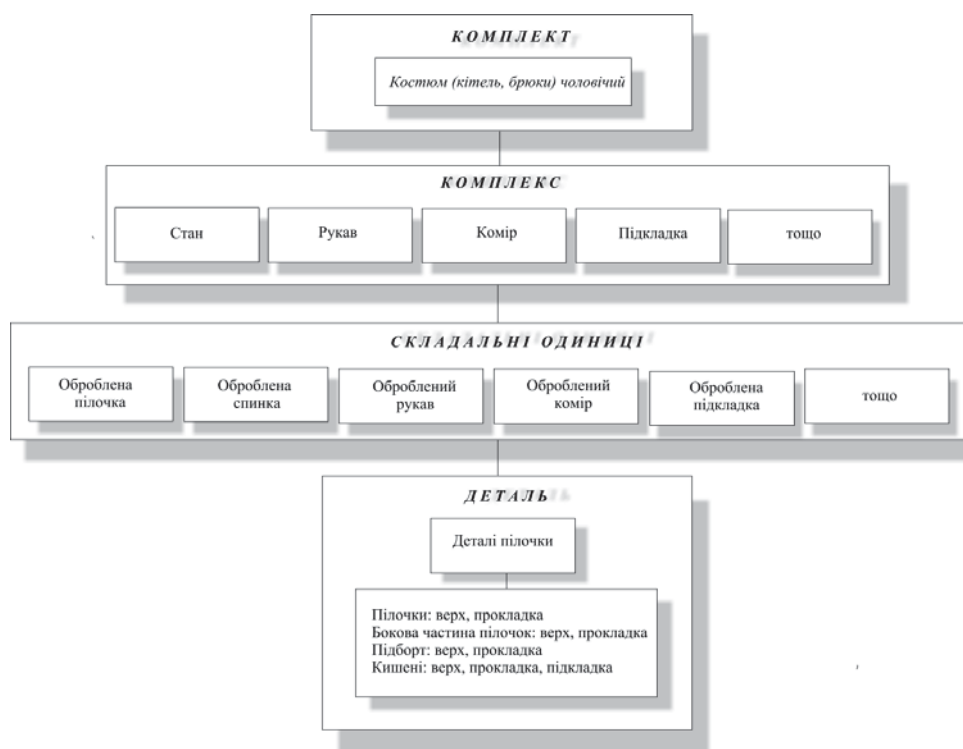 КОМПЛЕКТ
Костюм (кітель, брюки) чоловічий
КОМПЛЕКС
Стан
Рукав
Комір
Підкладка
тощо
СКЛАДАЛЬНІ ОДИНИЦІ
Оброблена
пілочка
Оброблена
спинка
Оброблений
рукав
Оброблений
комір
Оброблена
підкладка
тощо
ДЕТАЛЬ
Деталі пілочки
Пілочки: верх, прокладка
Бокова частина пілочок: верх, прокладка
Підборт: верх, прокладка
Кишені: верх, прокладка, підкладка